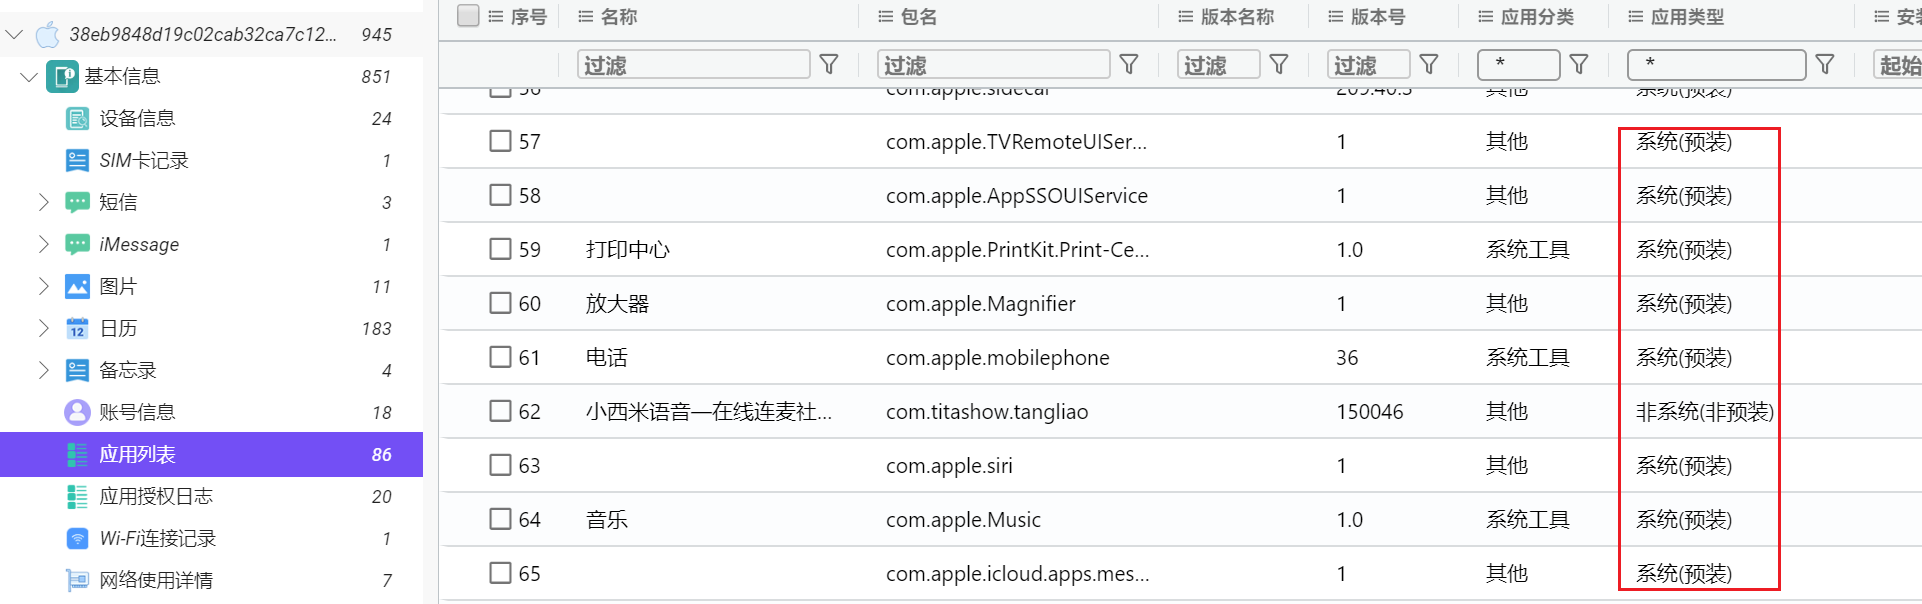 38eb9848d19c02cab32ca7c12... 945
基本信息 851
设备信息 24
SIM卡记录 1
短信 3
iMessage 1
图片 11
12 日历 183
备忘录 4
账号信息 18
应用列表 86
应用授权日志 20
Wi-Fi连接记录 1
网络使用详情 7
序号 名称 包名 版本名称 版本号 应用分类 应用类型 安装
过滤 过滤 过滤 过滤 * * 起始
56 com.apple.sidecar 209.40.3 其他 系统(预装)
57 com.apple.TVRemoteUISer... 1 其他 系统(预装)
58 com.apple.AppSSOUIService 1 其他 系统(预装)
59 打印中心 com.apple.PrintKit.Print-Ce... 1.0 系统工具 系统(预装)
60 放大器 com.apple.Magnifier 1 其他 系统(预装)
61 电话 com.apple.mobilephone 36 系统工具 系统(预装)
62 小西米语音—在线连麦社... com.titashow.tangliao 150046 其他 非系统(非预装)
63 com.apple.siri 1 其他 系统(预装)
64 音乐 com.apple.Music 1.0 系统工具 系统(预装)
65 com.apple.icloud.apps.mes... 1 其他 系统(预装)